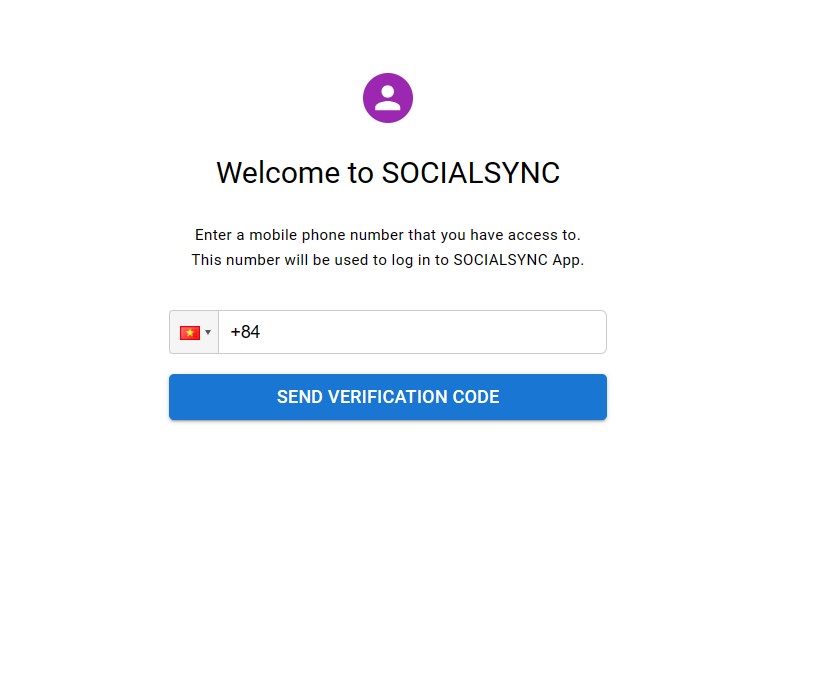 Welcome to SOCIALSYNC
Enter a mobile phone number that you have access to.
This number will be used to log in to SOCIALSYNC App.
+84
SEND VERIFICATION CODE